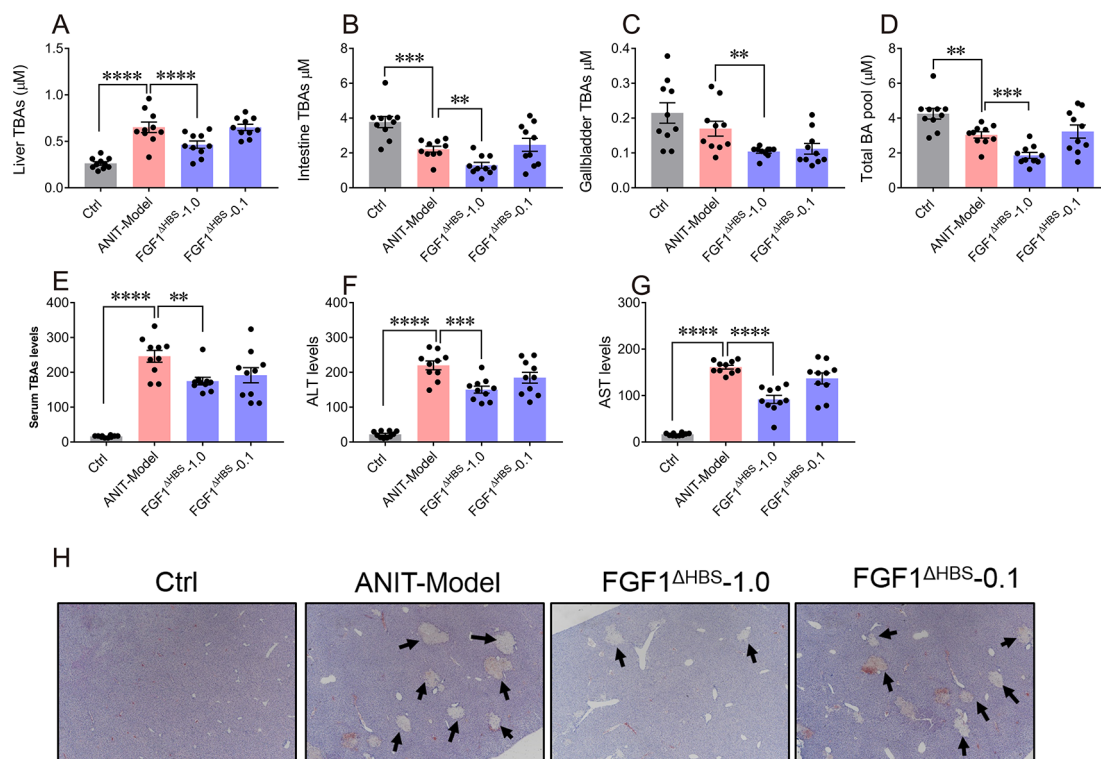 A
Liver TBAs (μM)
1.5
1.0
0.5
0.0
**** ****
Ctrl
ANIT-Model
FGF1ΔHBS-1.0
FGF1ΔHBS-0.1
B
Intestine TBAs μM
8
6
4
2
0
***
**
Ctrl
ANIT-Model
FGF1ΔHBS-1.0
FGF1ΔHBS-0.1
C
Gallbladder TBAs μM
0.4
0.3
0.2
0.1
0.0
**
Ctrl
ANIT-Model
FGF1ΔHBS-1.0
FGF1ΔHBS-0.1
D
Total BA pool (μM)
8
6
4
2
0
**
***
Ctrl
ANIT-Model
FGF1ΔHBS-1.0
FGF1ΔHBS-0.1
E
Serum TBAs levels
400
300
200
100
0
**** **
Ctrl
ANIT-Model
FGF1ΔHBS-1.0
FGF1ΔHBS-0.1
F
ALT levels
400
300
200
100
0
**** ***
Ctrl
ANIT-Model
FGF1ΔHBS-1.0
FGF1ΔHBS-0.1
G
AST levels
300
200
100
0
**** ****
Ctrl
ANIT-Model
FGF1ΔHBS-1.0
FGF1ΔHBS-0.1
H
Ctrl
ANIT-Model
FGF1ΔHBS-1.0
FGF1ΔHBS-0.1